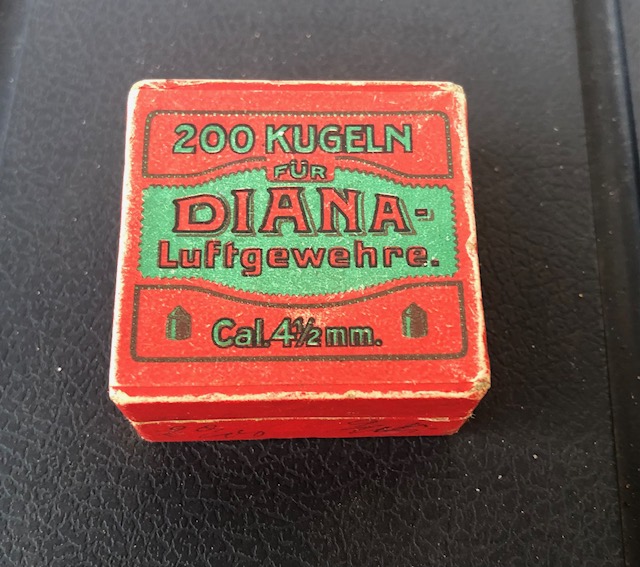 200 KUGELN
FÜR
DIANA-
Luftgewehre.
Cal. 4½ mm.